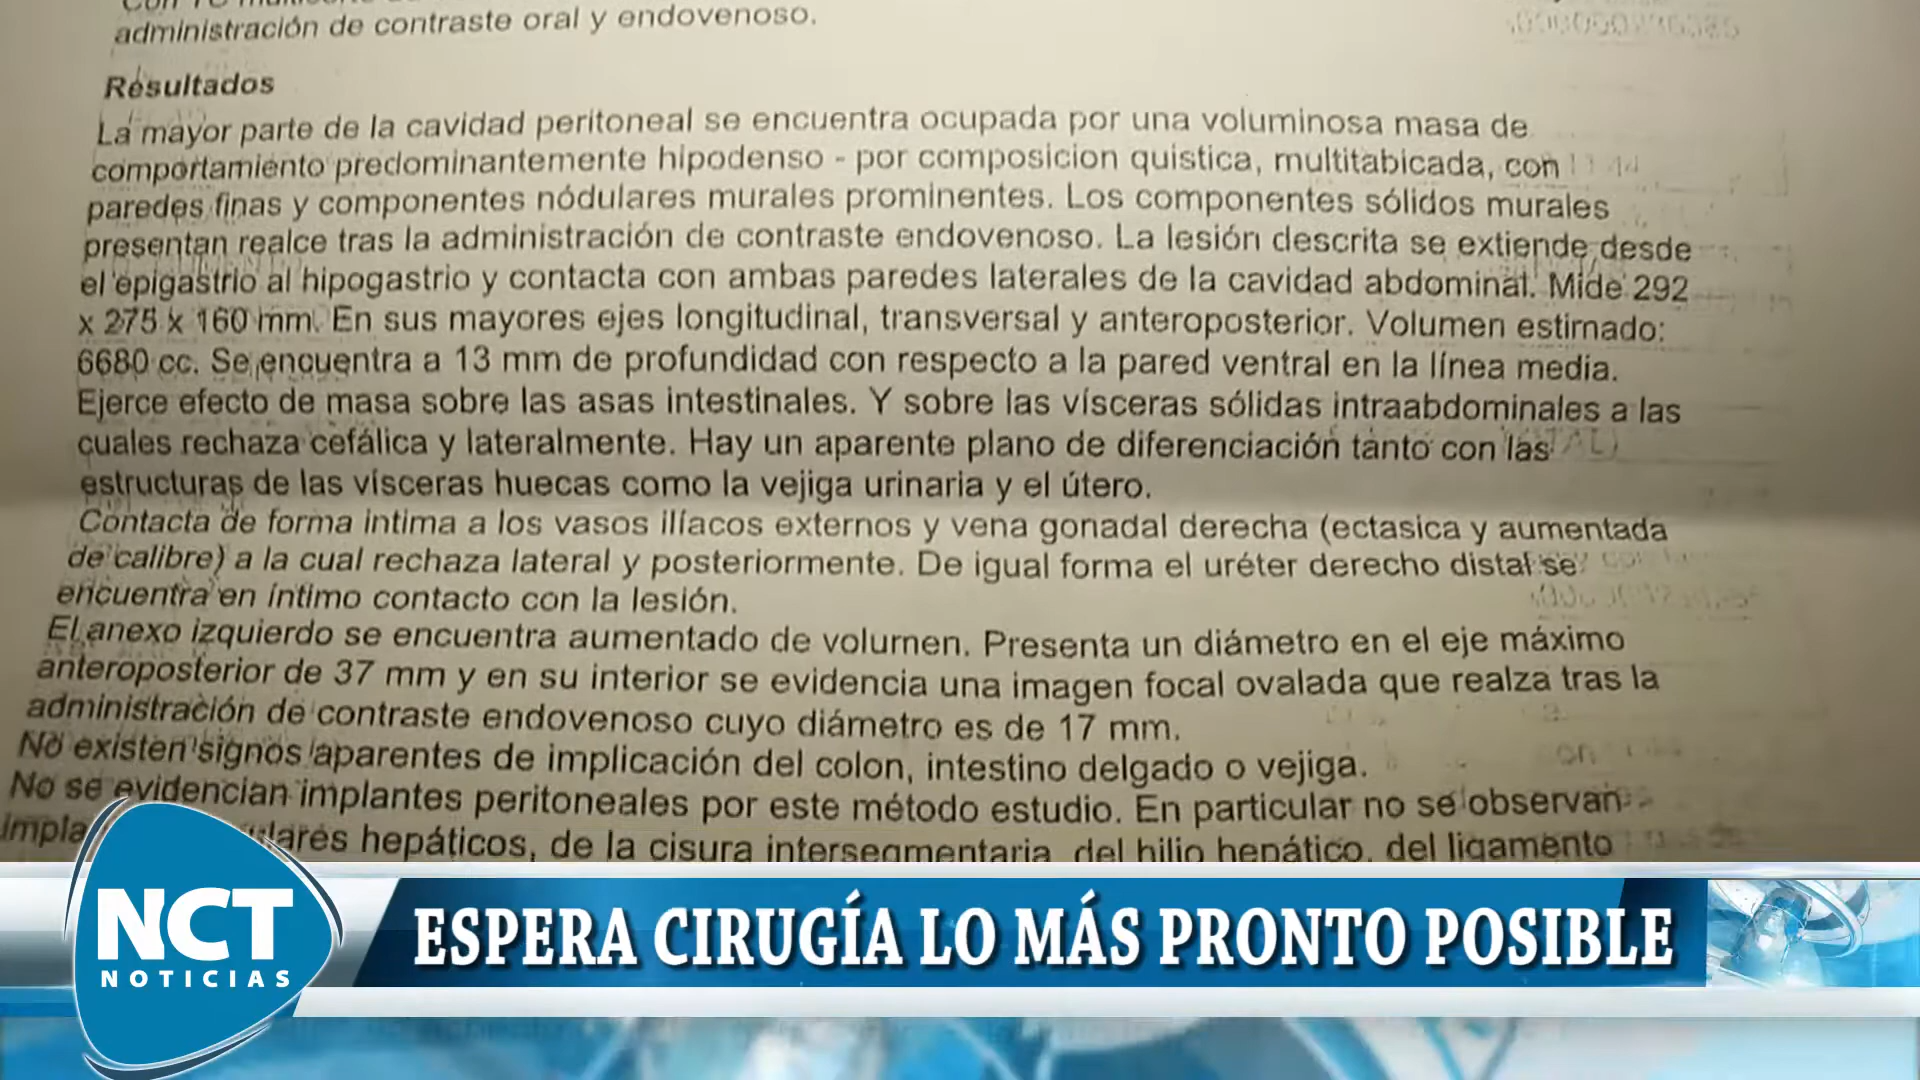 administración de contraste oral y endovenoso.
Resultados
La mayor parte de la cavidad peritoneal se encuentra ocupada por una voluminosa masa de
comportamiento predominantemente hipodenso - por composicion quistica, multitabicada, con
paredes finas y componentes nódulares murales prominentes. Los componentes sólidos murales
presentan realce tras la administración de contraste endovenoso. La lesión descrita se extiende desde
el epigastrio al hipogastrio y contacta con ambas paredes laterales de la cavidad abdominal. Mide 292
x 275 x 160 mm. En sus mayores ejes longitudinal, transversal y anteroposterior. Volumen estimado:
6680 cc. Se encuentra a 13 mm de profundidad con respecto a la pared ventral en la línea media.
Ejerce efecto de masa sobre las asas intestinales. Y sobre las vísceras sólidas intraabdominales a las
cuales rechaza cefálica y lateralmente. Hay un aparente plano de diferenciación tanto con las
estructuras de las vísceras huecas como la vejiga urinaria y el útero.
Contacta de forma intima a los vasos ilíacos externos y vena gonadal derecha (ectasica y aumentada
de calibre) a la cual rechaza lateral y posteriormente. De igual forma el uréter derecho distal se
encuentra en íntimo contacto con la lesión.
El anexo izquierdo se encuentra aumentado de volumen. Presenta un diámetro en el eje máximo
anteroposterior de 37 mm y en su interior se evidencia una imagen focal ovalada que realza tras la
administración de contraste endovenoso cuyo diámetro es de 17 mm.
No existen signos aparentes de implicación del colon, intestino delgado o vejiga.
No se evidencian implantes peritoneales por este método estudio. En particular no se observan
hepáticos, de la cisura intersegmentaria, del hilio hepático, del ligamento
NCT
NOTICIAS
ESPERA CIRUGÍA LO MÁS PRONTO POSIBLE